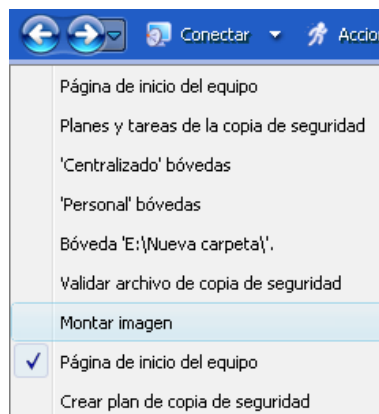 Conectar Accio
Página de inicio del equipo
Planes y tareas de la copia de seguridad
'Centralizado' bóvedas
'Personal' bóvedas
Bóveda 'E:\Nueva carpeta\'.
Validar archivo de copia de seguridad
Montar imagen
Página de inicio del equipo
Crear plan de copia de seguridad